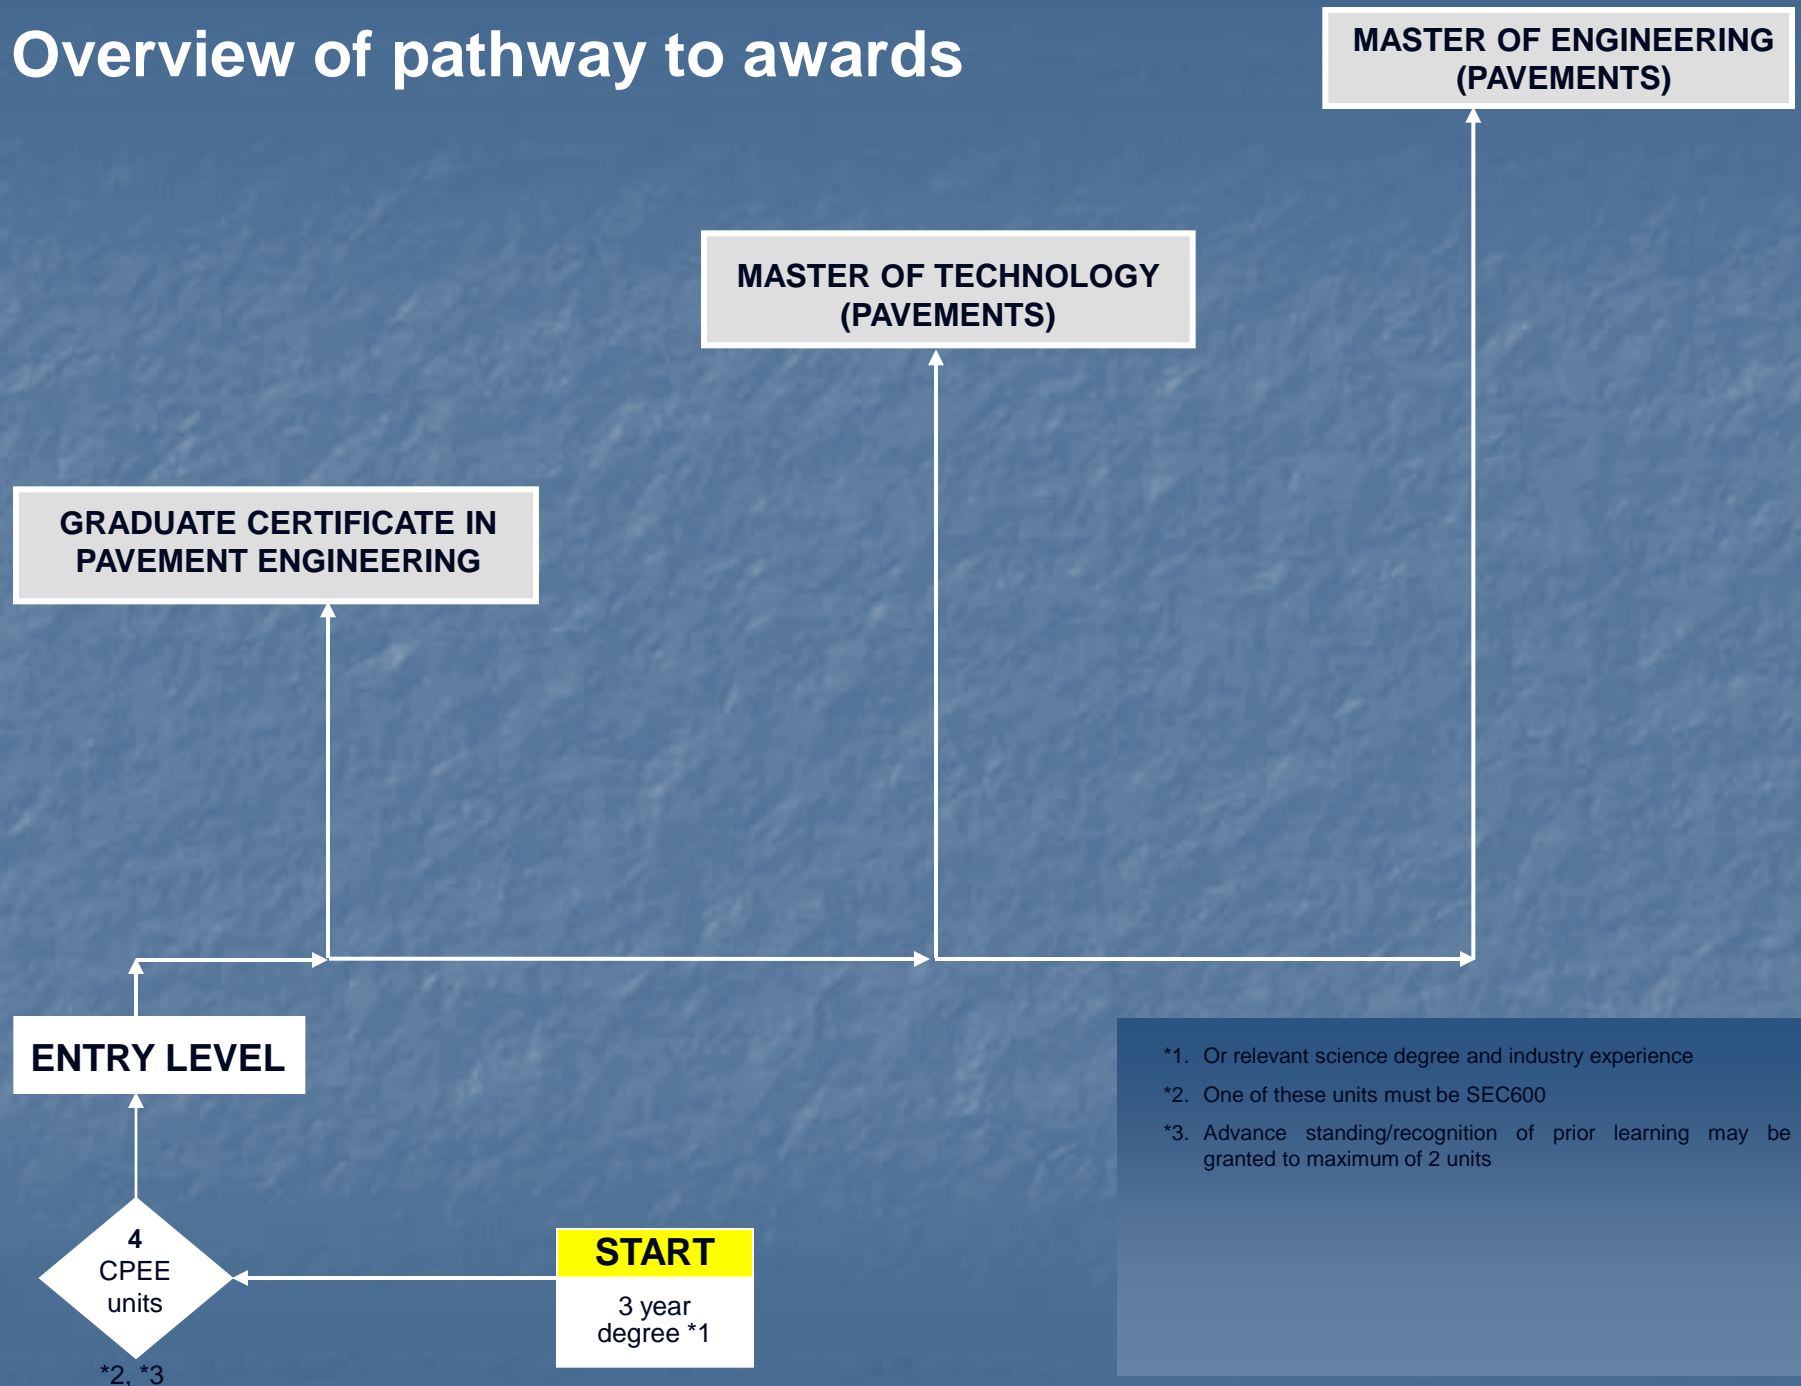 Overview of pathway to awards
MASTER OF ENGINEERING
(PAVEMENTS)
MASTER OF TECHNOLOGY
(PAVEMENTS)
GRADUATE CERTIFICATE IN
PAVEMENT ENGINEERING
ENTRY LEVEL
4
CPEE
units
*2, *3
START
3 year
degree *1
*1. Or relevant science degree and industry experience
*2. One of these units must be SEC600
*3. Advance standing/recognition of prior learning may be
granted to maximum of 2 units